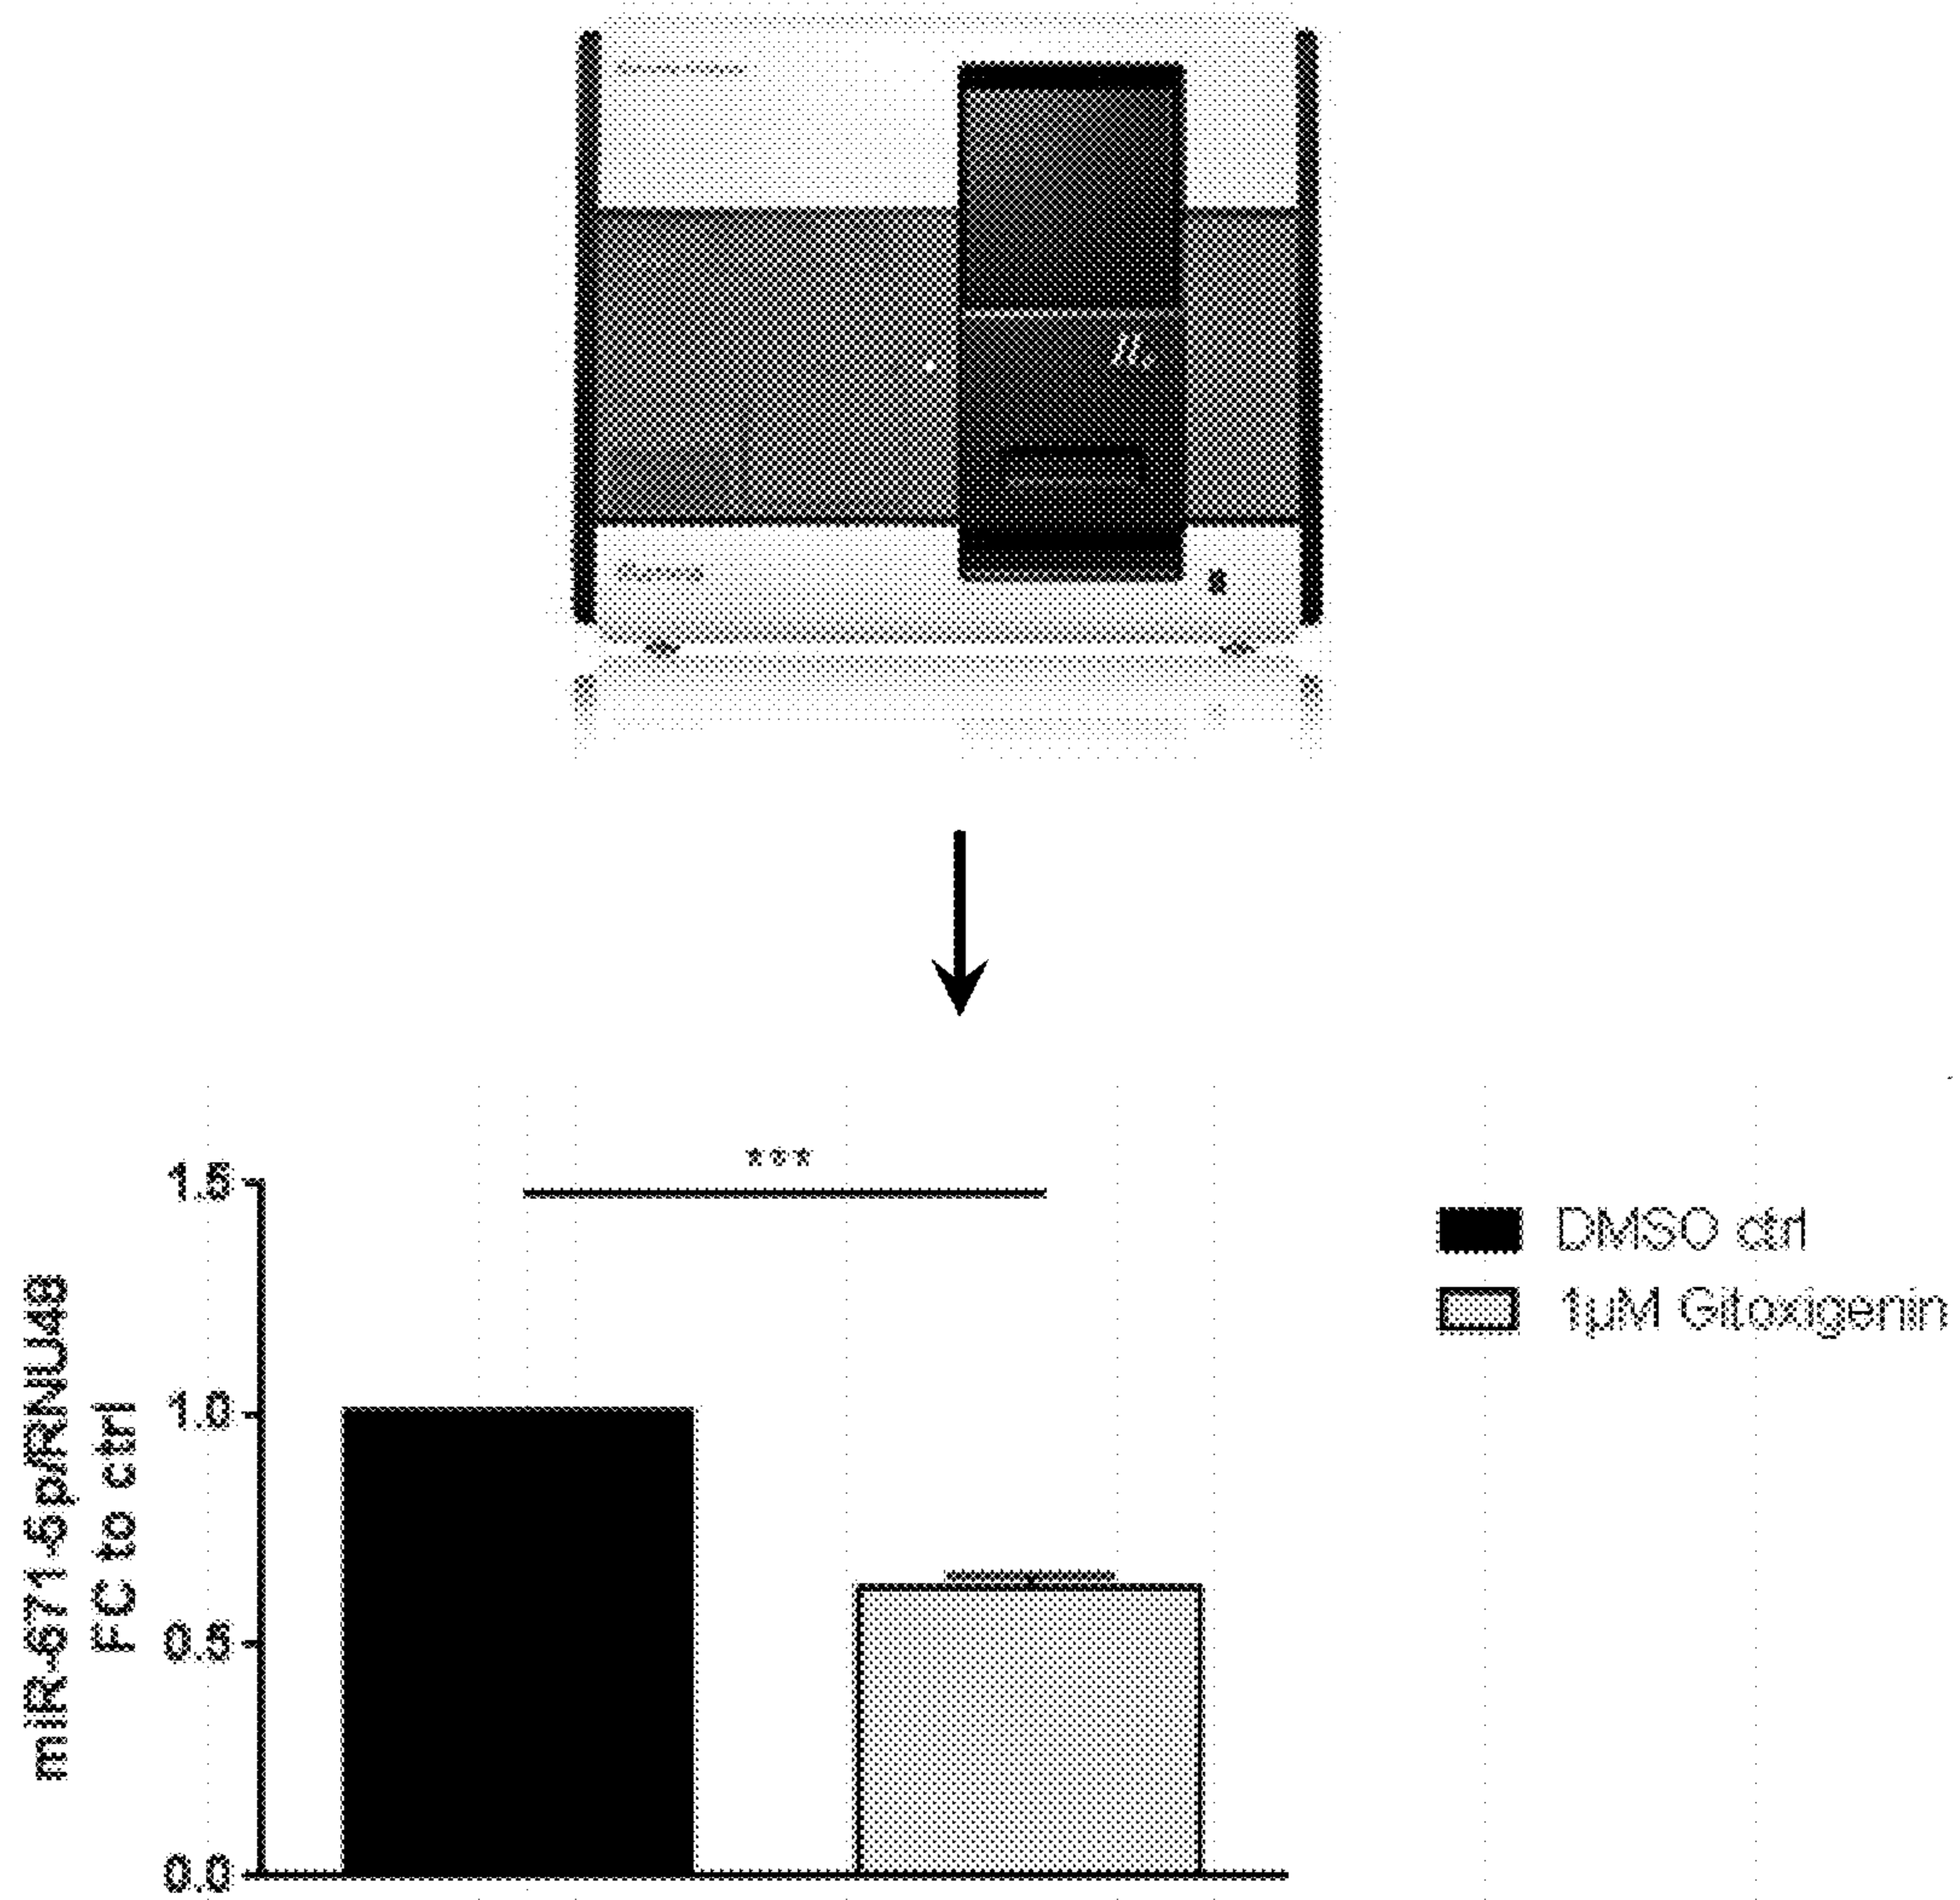 ***
1.5
1.0
0.5
0.0
miR-671-5p/RNU48
FC to ctrl
DMSO ctrl
1µM Gitoxigenin